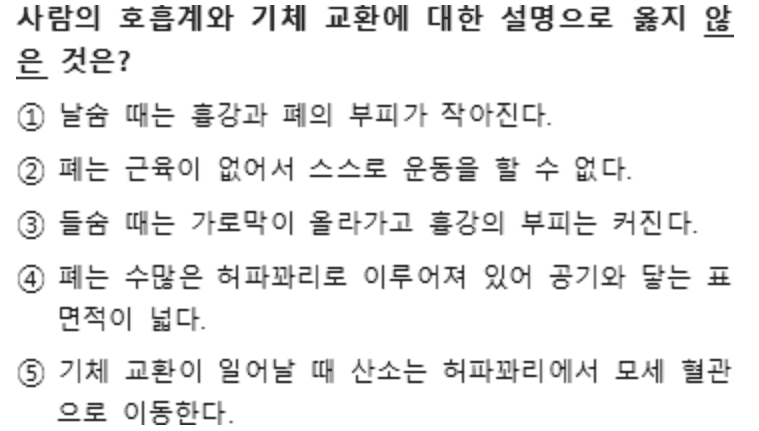 사람의 호흡계와 기체 교환에 대한 설명으로 옳지 않
은 것은?
① 날숨 때는 흉강과 폐의 부피가 작아진다.
② 폐는 근육이 없어서 스스로 운동을 할 수 없다.
③ 들숨 때는 가로막이 올라가고 흉강의 부피는 커진다.
④ 폐는 수많은 허파꽈리로 이루어져 있어 공기와 닿는 표
면적이 넓다.
⑤ 기체 교환이 일어날 때 산소는 허파꽈리에서 모세 혈관
으로 이동한다.